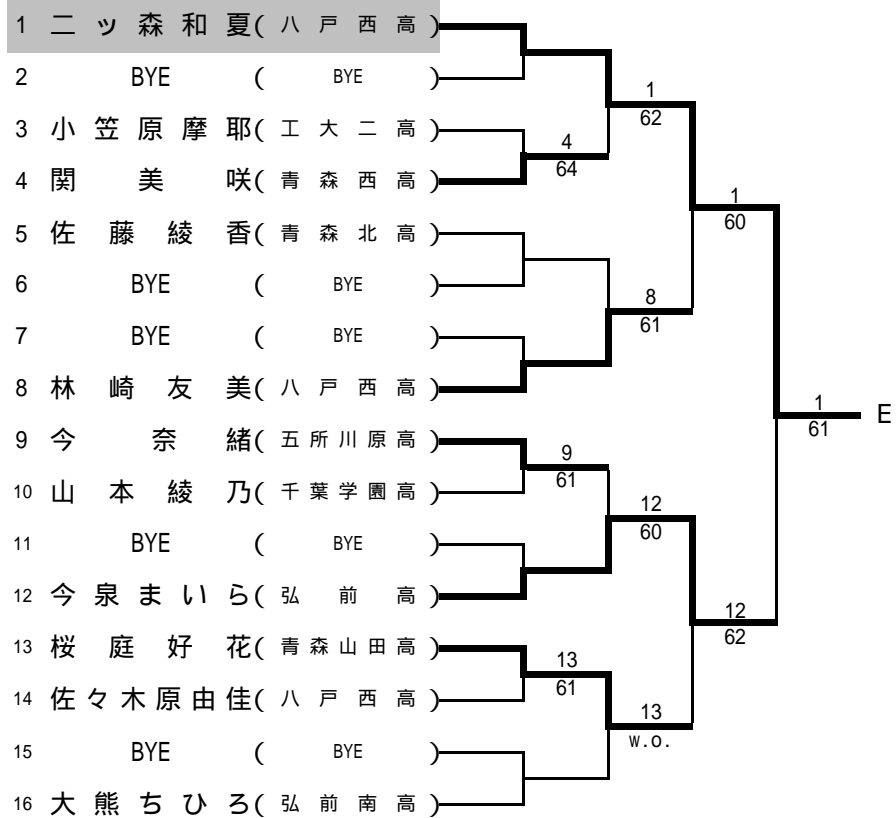 1 二ッ森和夏(八戸西高)
2 BYE (BYE)
1
62
3 小笠原摩耶(工大二高)
4
64
4 関美咲(青森西高)
1
60
5 佐藤綾香(青森北高)
6 BYE (BYE)
8
61
7 BYE (BYE)
8 林崎友美(八戸西高)
1
61
E
9 今奈緒(五所川原高)
9
61
10 山本綾乃(千葉学園高)
12
60
11 BYE (BYE)
12 今泉まいら(弘前高)
12
62
13 桜庭好花(青森山田高)
13
61
14 佐々木原由佳(八戸西高)
13
w.o.
15 BYE (BYE)
16 大熊ちひろ(弘前南高)